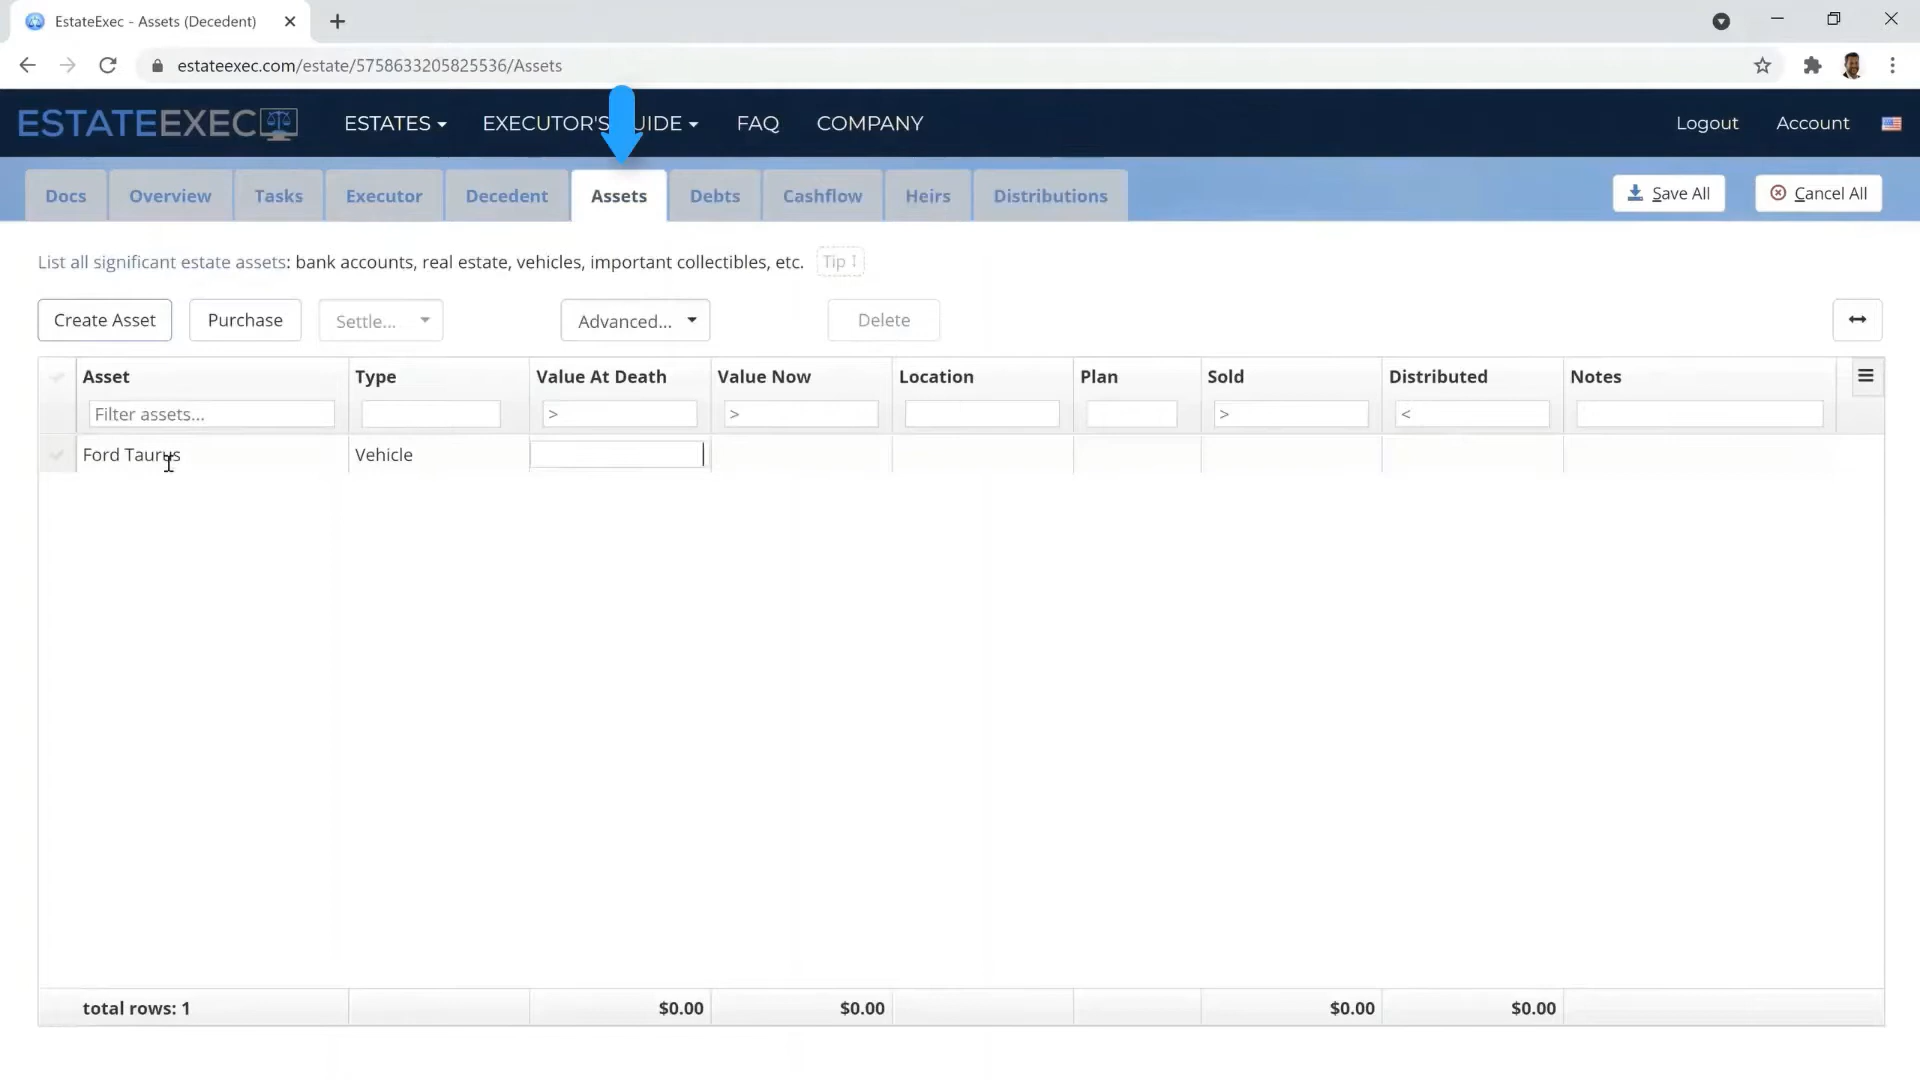 EstateExec - Assets (Decedent)
estateexec.com/estate/5758633205825536/Assets
ESTATEEXEC ESTATES EXECUTOR'S UIDE FAQ COMPANY Logout Account
Docs Overview Tasks Executor Decedent Assets Debts Cashflow Heirs Distributions Save All Cancel All
List all significant estate assets: bank accounts, real estate, vehicles, important collectibles, etc. Tip
Create Asset Purchase Settle... Advanced... Delete
Asset Type Value At Death Value Now Location Plan Sold Distributed Notes
Filter assets... > > > <
Ford Taurus Vehicle
total rows: 1 $0.00 $0.00 $0.00 $0.00